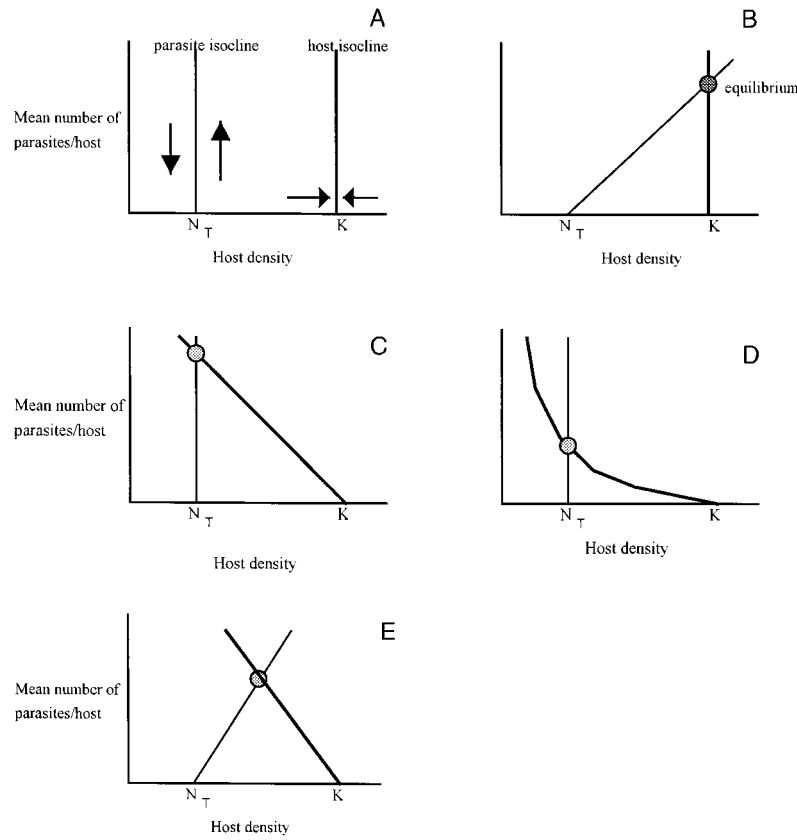 A
parasite isocline
host isocline
Mean number of
parasites/host
N T
K
Host density
B
equilibrium
N T
K
Host density
C
Mean number of
parasites/host
N T
K
Host density
D
N T
K
Host density
E
Mean number of
parasites/host
N T
K
Host density